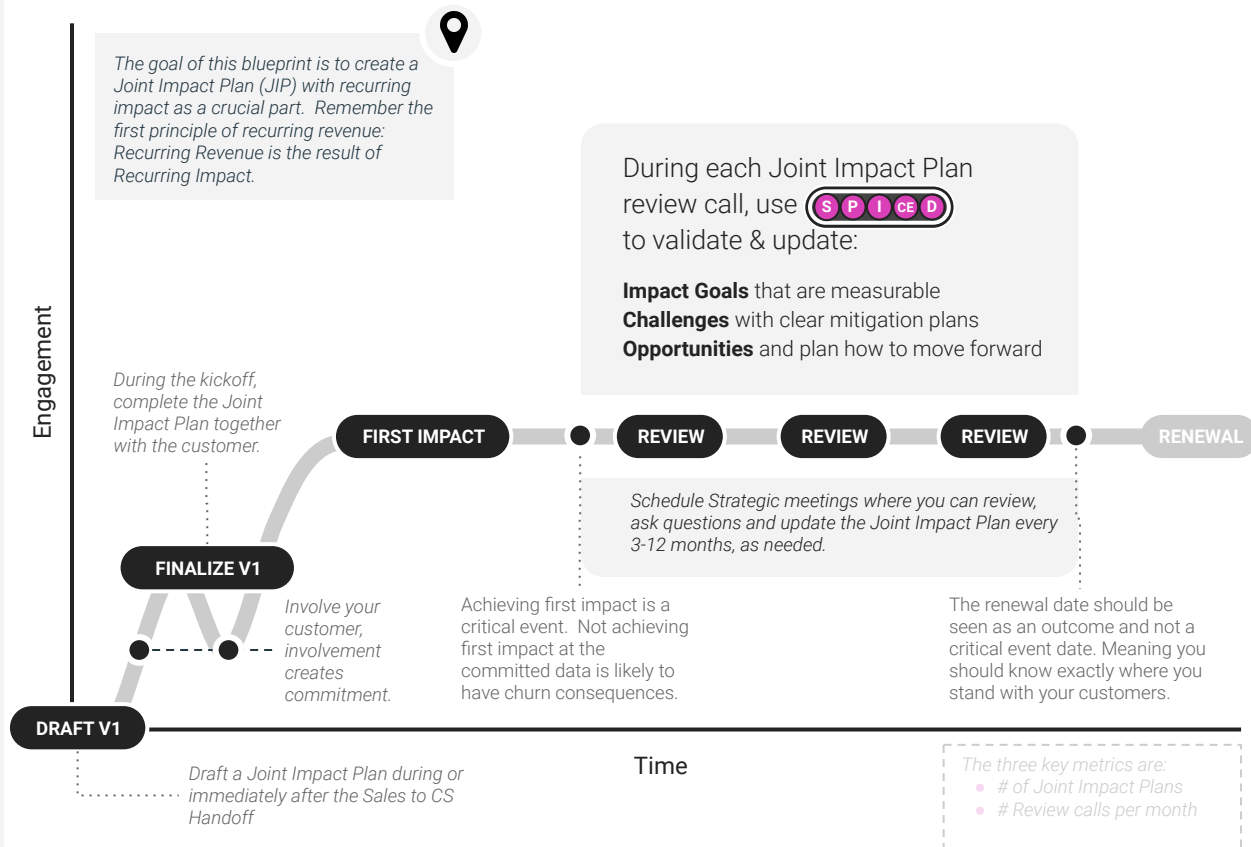 The goal of this blueprint is to create a
Joint Impact Plan (JIP) with recurring
impact as a crucial part.  Remember the
first principle of recurring revenue:
Recurring Revenue is the result of
Recurring Impact.
During each Joint Impact Plan
review call, use S P I CE D
to validate & update:
Impact Goals that are measurable
Challenges with clear mitigation plans
Opportunities and plan how to move forward
Engagement
During the kickoff,
complete the Joint
Impact Plan together
with the customer.
FIRST IMPACT
REVIEW
REVIEW
REVIEW
RENEWAL
Schedule Strategic meetings where you can review,
ask questions and update the Joint Impact Plan every
3-12 months, as needed.
FINALIZE V1
Involve your
customer,
involvement
creates
commitment.
Achieving first impact is a
critical event.  Not achieving
first impact at the
committed data is likely to
have churn consequences.
The renewal date should be
seen as an outcome and not a
critical event date. Meaning you
should know exactly where you
stand with your customers.
DRAFT V1
Time
Draft a Joint Impact Plan during or
immediately after the Sales to CS
Handoff
The three key metrics are:
# of Joint Impact Plans
# Review calls per month